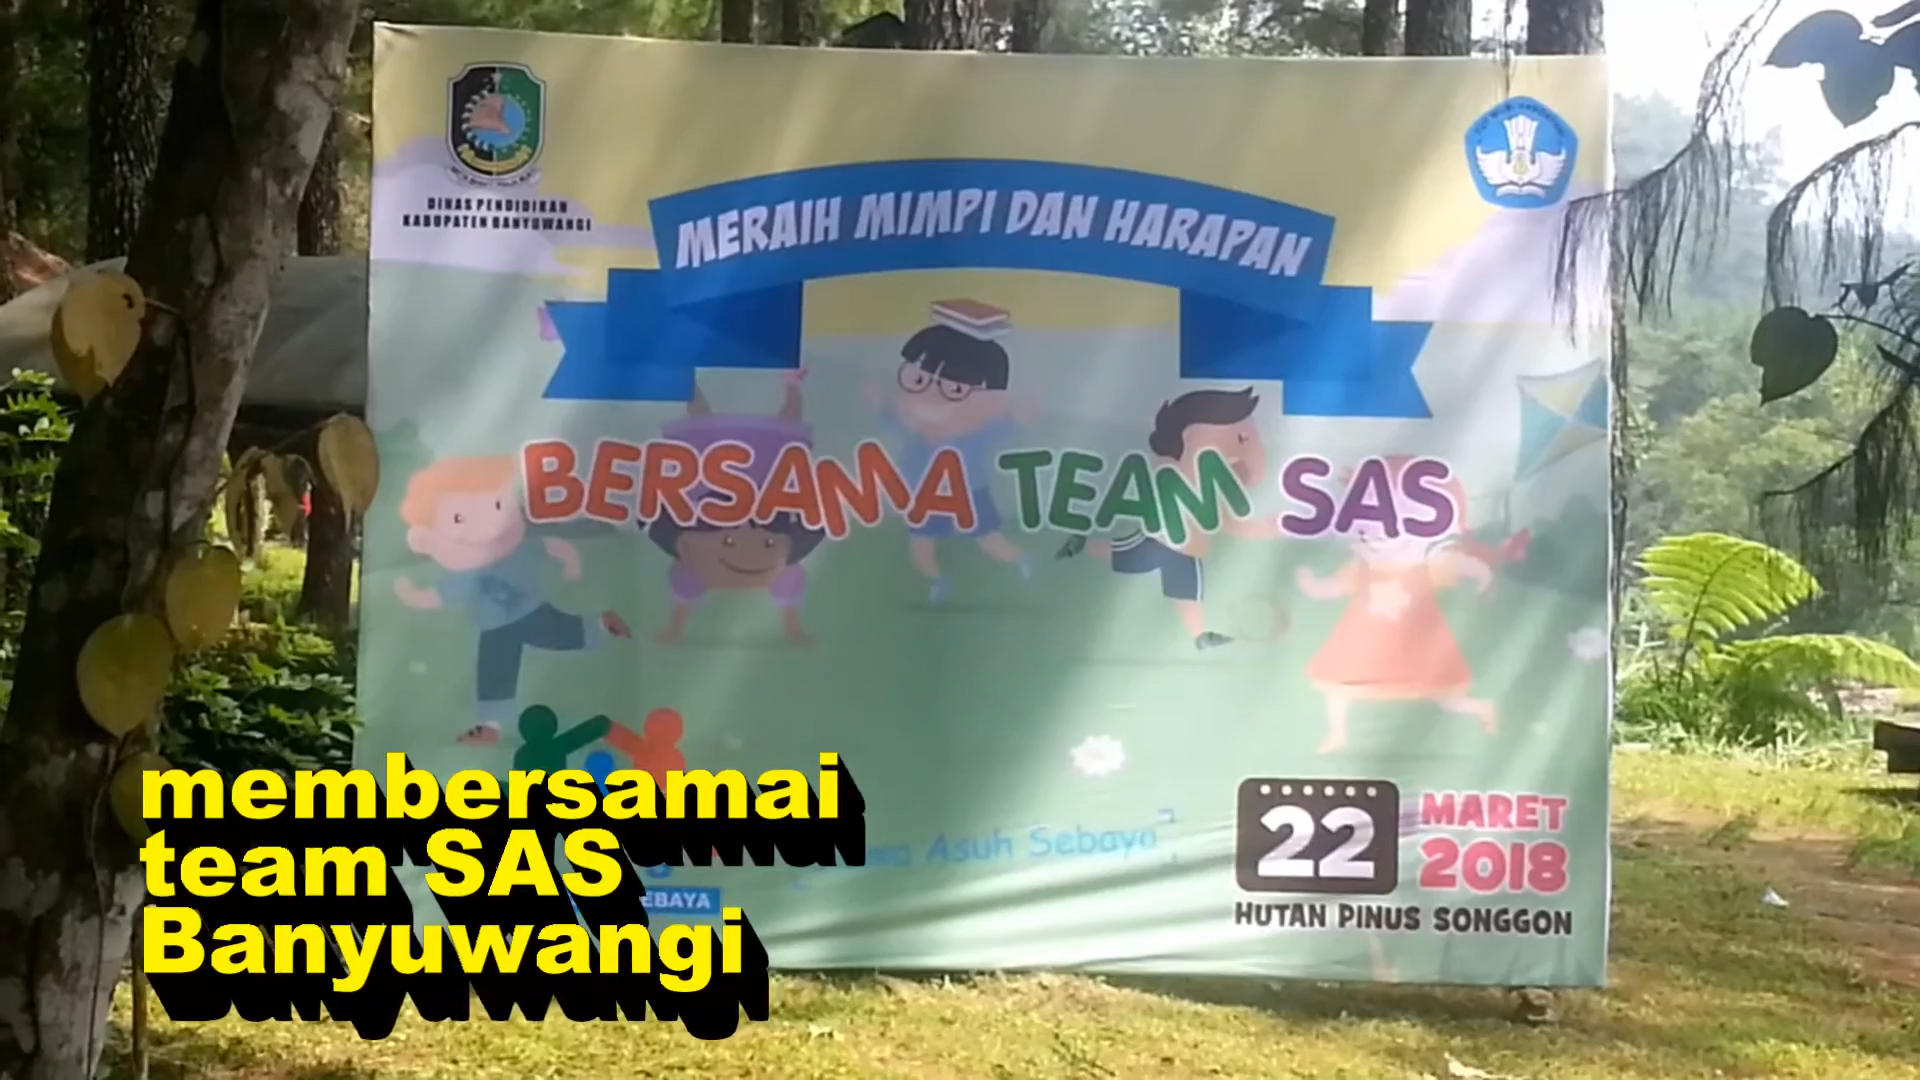 DINAS PENDIDIKAN
KABUPATEN BANYUWANGI
MERAIH MIMPI DAN HARAPAN
BERSAMA TEAM SAS
Asuh Sebaya
22
MARET
2018
HUTAN PINUS SONGGON
membersamai
team SAS
Banyuwangi